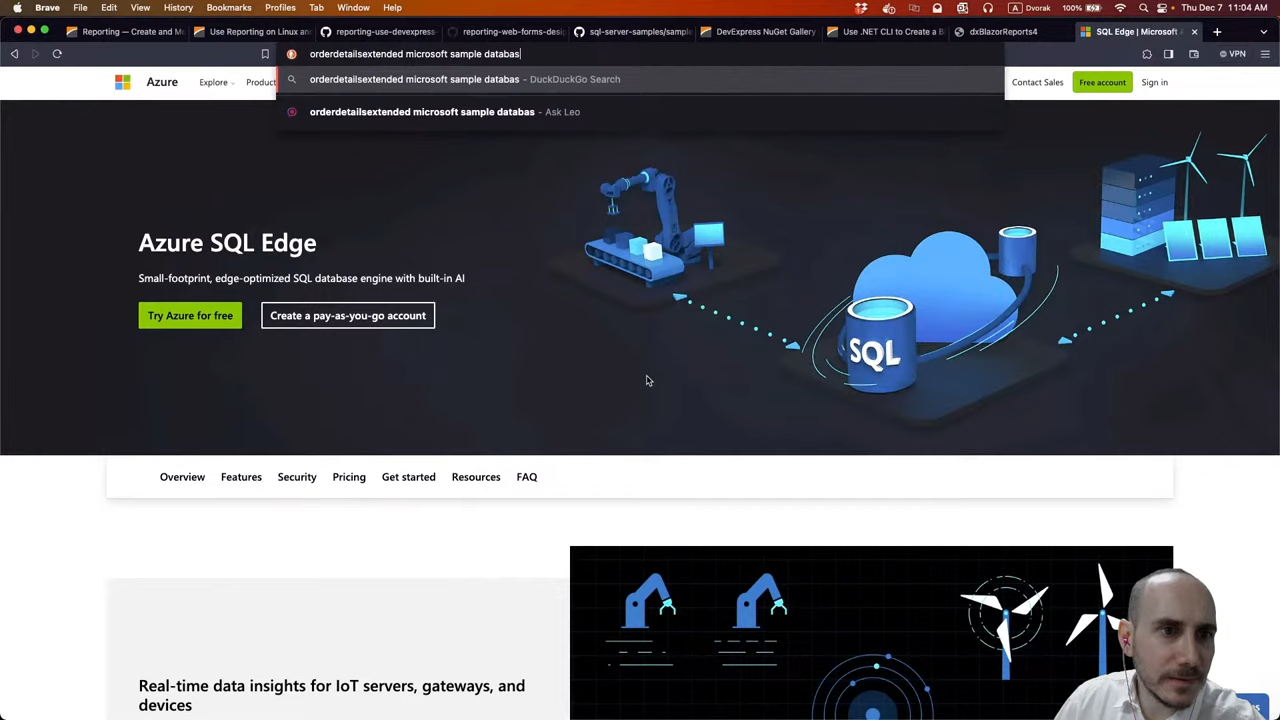 Brave File Edit View History Bookmarks Profiles Tab Window Help
Dvorak 100% Thu Dec 7 11:04 AM
Reporting — Create and M
Use Reporting on Linux an
reporting-use-devexpress-
reporting-web-forms-desi
sql-server-samples/sample
DevExpress NuGet Gallery
Use .NET CLI to Create a B
dxBlazorReports4
SQL Edge | Microsoft A
orderdetailsextended microsoft sample databas
VPN
orderdetailsextended microsoft sample databas - DuckDuckGo Search
orderdetailsextended microsoft sample databas - Ask Leo
Azure
Explore
Product
Contact Sales
Free account
Sign in
Azure SQL Edge
Small-footprint, edge-optimized SQL database engine with built-in AI
Try Azure for free
Create a pay-as-you-go account
SQL
Overview Features Security Pricing Get started Resources FAQ
Real-time data insights for IoT servers, gateways, and
devices